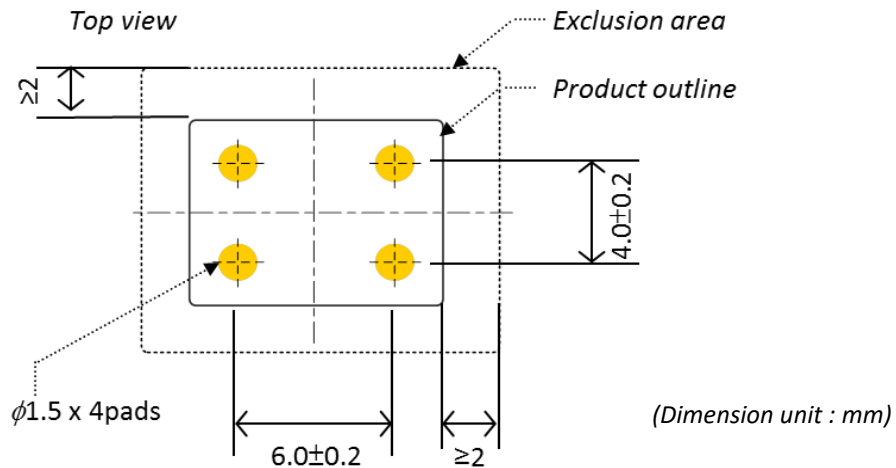 Top view
Exclusion area
≥2
Product outline
4.0±0.2
ϕ1.5 x 4pads
(Dimension unit : mm)
6.0±0.2
≥2